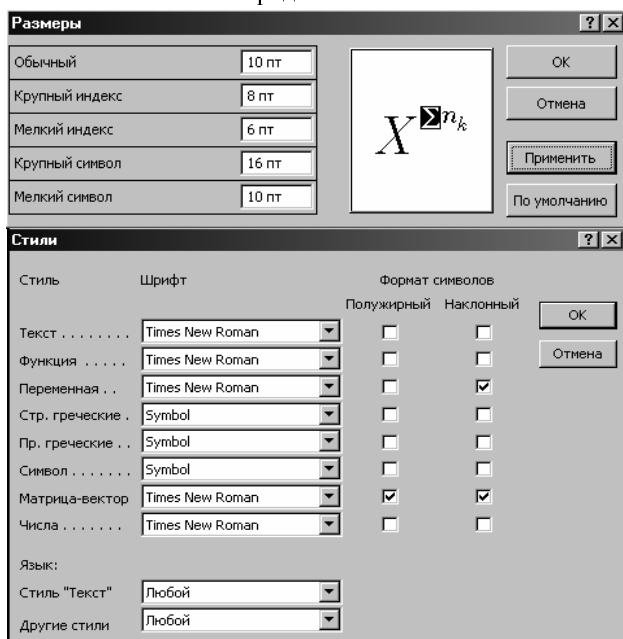 Размеры
Обычный 10 пт
Крупный индекс 8 пт
Мелкий индекс 6 пт
Крупный символ 16 пт
Мелкий символ 10 пт
X Σ n k
OK
Отмена
Применить
По умолчанию
Стили
Стиль Шрифт Формат символов
Полужирный Наклонный
Текст . . . . . . . . Times New Roman
Функция . . . . . Times New Roman
Переменная . . Times New Roman
Стр. греческие . Symbol
Пр. греческие . . Symbol
Символ . . . . . . . Symbol
Матрица-вектор Times New Roman
Числа . . . . . . . Times New Roman
OK
Отмена
Язык:
Стиль "Текст" Любой
Другие стили Любой